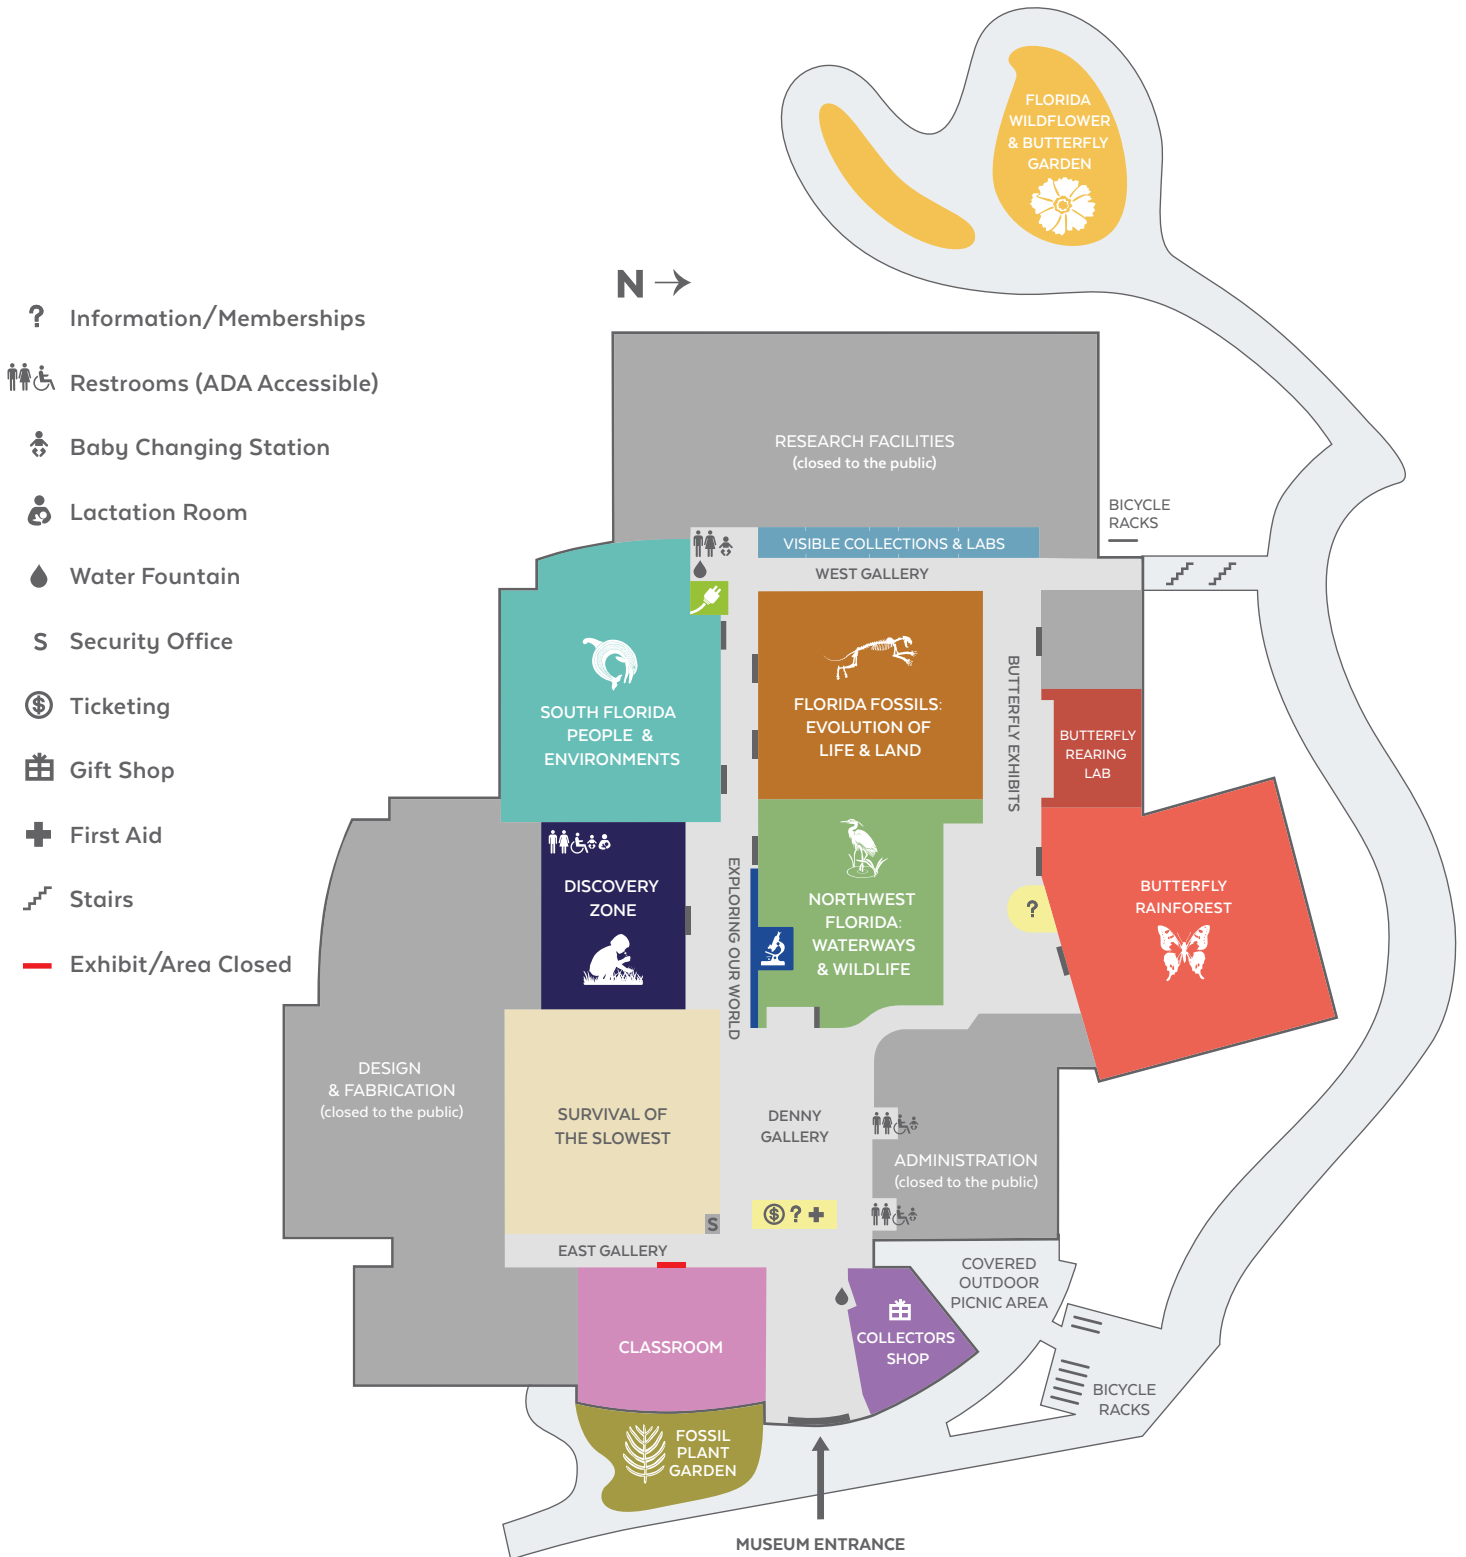 FLORIDA
WILDFLOWER
& BUTTERFLY
GARDEN
N
? Information/Memberships
Restrooms (ADA Accessible)
Baby Changing Station
Lactation Room
Water Fountain
S Security Office
$ Ticketing
Gift Shop
First Aid
Stairs
Exhibit/Area Closed
RESEARCH FACILITIES
(closed to the public)
BICYCLE
RACKS
VISIBLE COLLECTIONS & LABS
WEST GALLERY
SOUTH FLORIDA
PEOPLE &
ENVIRONMENTS
FLORIDA FOSSILS:
EVOLUTION OF
LIFE & LAND
BUTTERFLY EXHIBITS
BUTTERFLY
REARING
LAB
DISCOVERY
ZONE
EXPLORING OUR WORLD
NORTHWEST
FLORIDA:
WATERWAYS
& WILDLIFE
?
BUTTERFLY
RAINFOREST
DESIGN
& FABRICATION
(closed to the public)
SURVIVAL OF
THE SLOWEST
DENNY
GALLERY
ADMINISTRATION
(closed to the public)
S
$ ?
EAST GALLERY
COVERED
OUTDOOR
PICNIC AREA
CLASSROOM
COLLECTORS
SHOP
BICYCLE
RACKS
FOSSIL
PLANT
GARDEN
MUSEUM ENTRANCE